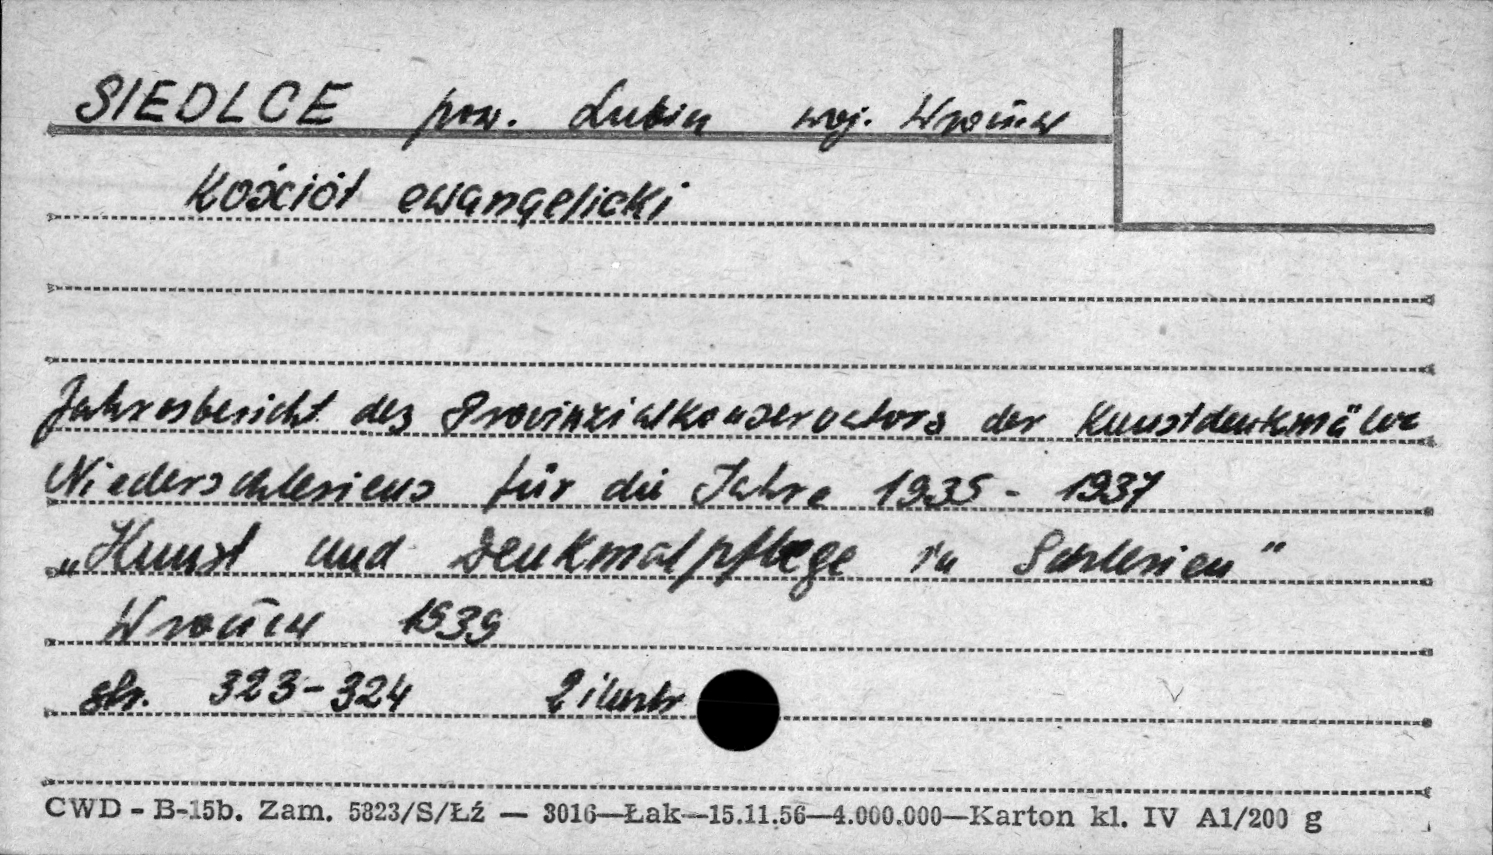 SIEDLCE pow. Lubin woj. Wrocław
Kościół ewangelicki
Jahresbericht des Provinzialkonservators der Kunstdenkmäler
Niederschlesiens für die Jahre 1935 - 1937
„Kunst und Denkmalpflege in Schlesien"
Wrocław 1939
str. 323-324 2 ilustr
CWD - B-15b. Zam. 5823/S/Łź — 3016—Łak—15.11.56—4.000.000—Karton kl. IV A1/200 g